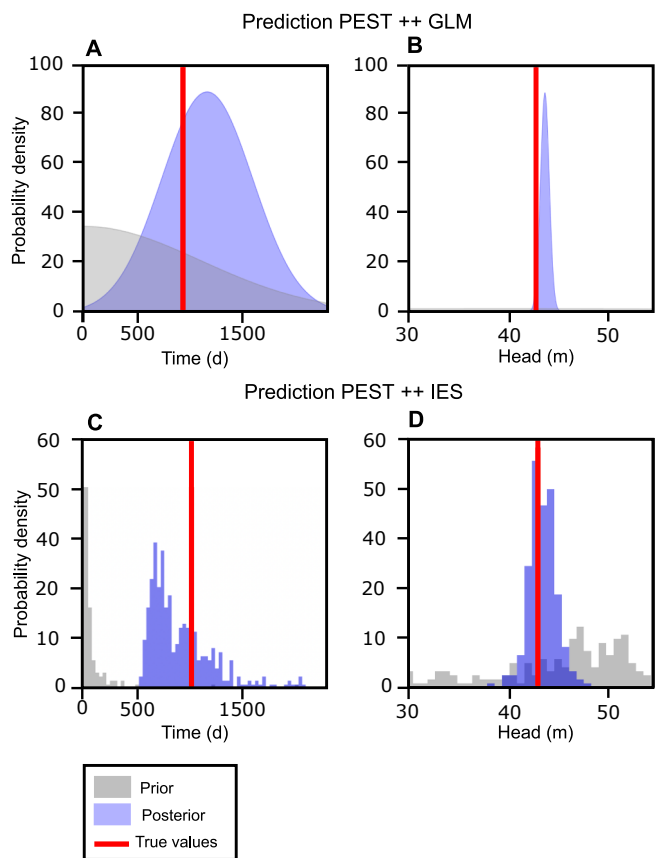 Prediction PEST ++ GLM
A
B
100
80
60
40
20
0
Probability density
0 500 1500
Time (d)
100
80
60
40
20
0
30 40 50
Head (m)
Prediction PEST ++ IES
C
D
60
50
40
20
10
0
Probability density
0 500 1500
Time (d)
60
50
40
20
10
0
30 40 50
Head (m)
Prior
Posterior
True values